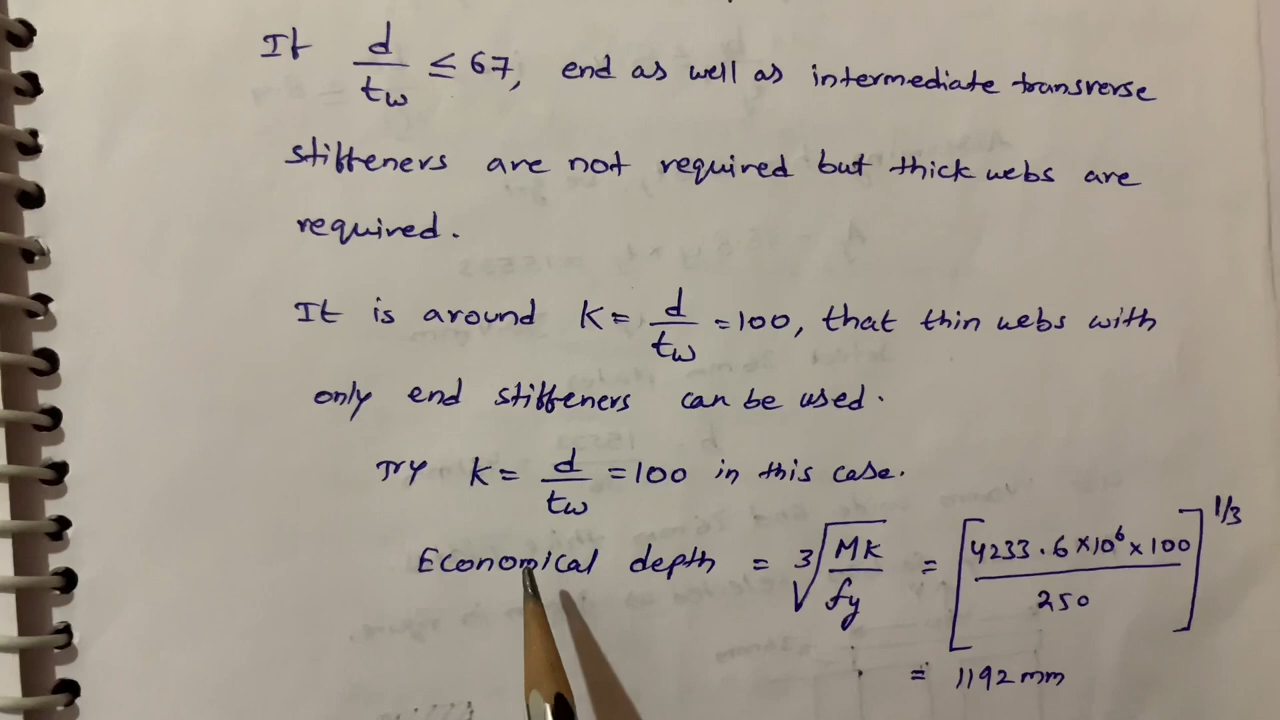 If d/tw ≤ 67, end as well as intermediate transverse
stiffeners are not required but thick webs are
required.
It is around K = d/tw = 100, that thin webs with
only end stiffeners can be used.
Try K = d/tw = 100 in this case.
Economical depth = ∛(Mk/fy) = [4233.6 × 10⁶ × 100 / 250]^1/3
= 1192 mm